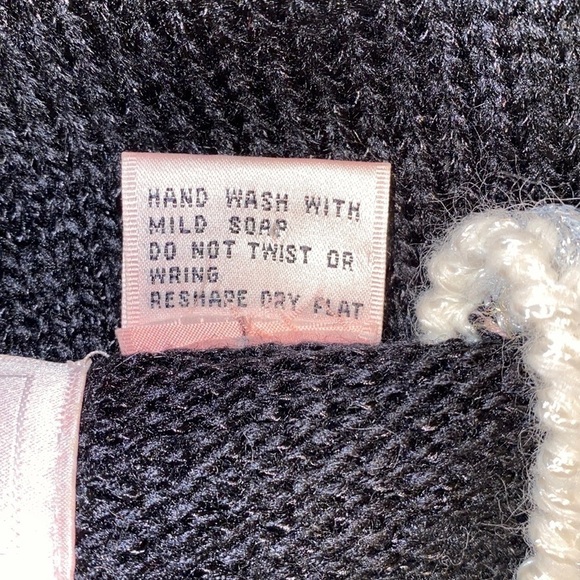 HAND WASH WITH
MILD SOAP
DO NOT TWIST OR
WRING
RESHAPE DRY FLAT